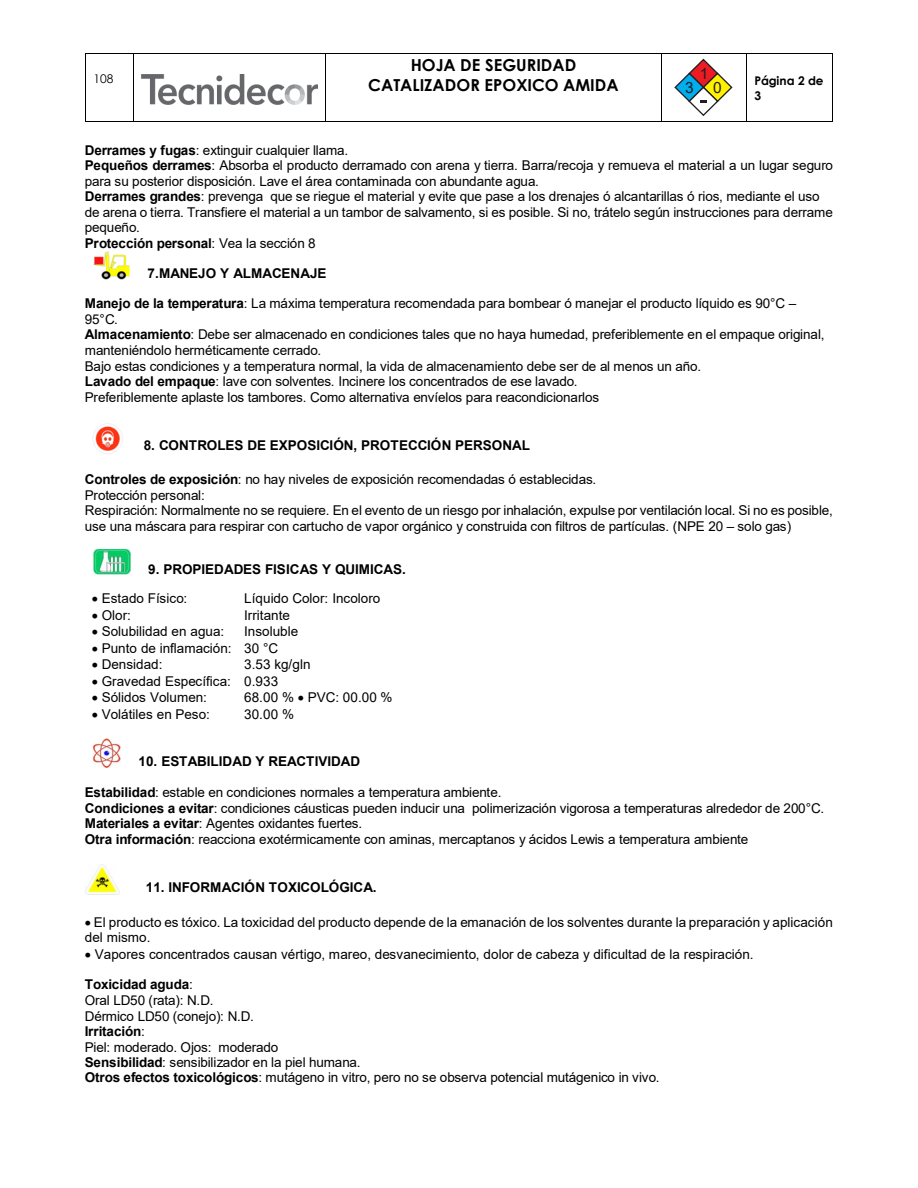 108
Tecnidecor
HOJA DE SEGURIDAD
CATALIZADOR EPOXICO AMIDA
1
3 0
-
Página 2 de
3
Derrames y fugas: extinguir cualquier llama.
Pequeños derrames: Absorba el producto derramado con arena y tierra. Barra/recoja y remueva el material a un lugar seguro
para su posterior disposición. Lave el área contaminada con abundante agua.
Derrames grandes: prevenga que se riegue el material y evite que pase a los drenajes ó alcantarillas ó rios, mediante el uso
de arena o tierra. Transfiere el material a un tambor de salvamento, si es posible. Si no, trátelo según instrucciones para derrame
pequeño.
Protección personal: Vea la sección 8
7.MANEJO Y ALMACENAJE
Manejo de la temperatura: La máxima temperatura recomendada para bombear ó manejar el producto líquido es 90°C –
95°C.
Almacenamiento: Debe ser almacenado en condiciones tales que no haya humedad, preferiblemente en el empaque original,
manteniéndolo herméticamente cerrado.
Bajo estas condiciones y a temperatura normal, la vida de almacenamiento debe ser de al menos un año.
Lavado del empaque: lave con solventes. Incinere los concentrados de ese lavado.
Preferiblemente aplaste los tambores. Como alternativa envíelos para reacondicionarlos
8. CONTROLES DE EXPOSICIÓN, PROTECCIÓN PERSONAL
Controles de exposición: no hay niveles de exposición recomendadas ó establecidas.
Protección personal:
Respiración: Normalmente no se requiere. En el evento de un riesgo por inhalación, expulse por ventilación local. Si no es posible,
use una máscara para respirar con cartucho de vapor orgánico y construida con filtros de partículas. (NPE 20 – solo gas)
9. PROPIEDADES FISICAS Y QUIMICAS.
• Estado Físico: Líquido Color: Incoloro
• Olor: Irritante
• Solubilidad en agua: Insoluble
• Punto de inflamación: 30 °C
• Densidad: 3.53 kg/gln
• Gravedad Específica: 0.933
• Sólidos Volumen: 68.00 % • PVC: 00.00 %
• Volátiles en Peso: 30.00 %
10. ESTABILIDAD Y REACTIVIDAD
Estabilidad: estable en condiciones normales a temperatura ambiente.
Condiciones a evitar: condiciones cáusticas pueden inducir una polimerización vigorosa a temperaturas alrededor de 200°C.
Materiales a evitar: Agentes oxidantes fuertes.
Otra información: reacciona exotérmicamente con aminas, mercaptanos y ácidos Lewis a temperatura ambiente
11. INFORMACIÓN TOXICOLÓGICA.
• El producto es tóxico. La toxicidad del producto depende de la emanación de los solventes durante la preparación y aplicación
del mismo.
• Vapores concentrados causan vértigo, mareo, desvanecimiento, dolor de cabeza y dificultad de la respiración.
Toxicidad aguda:
Oral LD50 (rata): N.D.
Dérmico LD50 (conejo): N.D.
Irritación:
Piel: moderado. Ojos: moderado
Sensibilidad: sensibilizador en la piel humana.
Otros efectos toxicológicos: mutágeno in vitro, pero no se observa potencial mutágenico in vivo.